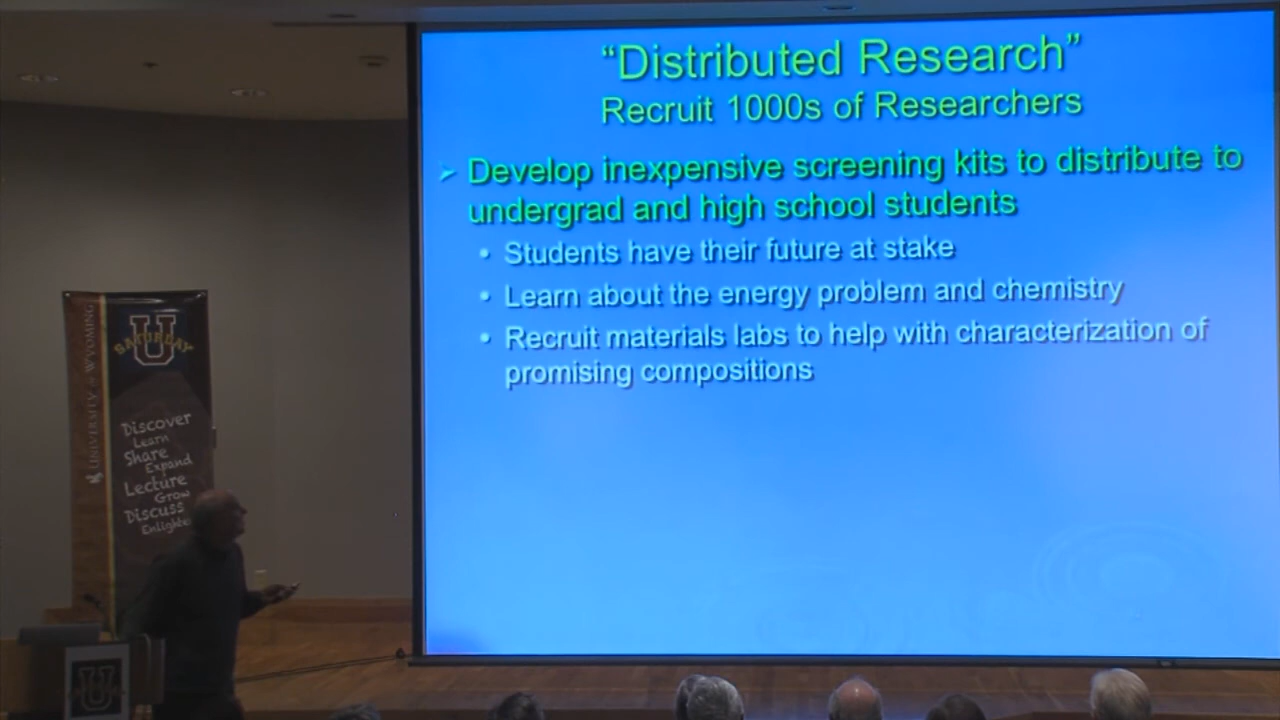 “Distributed Research”
Recruit 1000s of Researchers
➢ Develop inexpensive screening kits to distribute to
undergrad and high school students
• Students have their future at stake
• Learn about the energy problem and chemistry
• Recruit materials labs to help with characterization of
promising compositions
UNIVERSITY of WYOMING
U
SATURDAY
Discover
Learn
Share
Expand
Lecture
Grow
Discuss
U